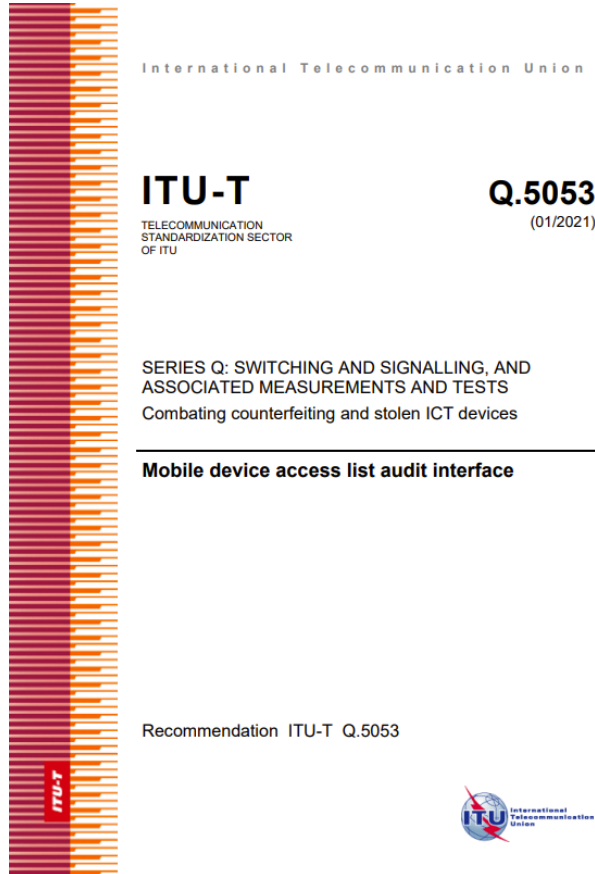 International Telecommunication Union
ITU-T
Q.5053
TELECOMMUNICATION
STANDARDIZATION SECTOR
OF ITU
(01/2021)
SERIES Q: SWITCHING AND SIGNALLING, AND
ASSOCIATED MEASUREMENTS AND TESTS
Combating counterfeiting and stolen ICT devices
Mobile device access list audit interface
Recommendation ITU-T Q.5053
ITU-T
ITU
International
Telecommunication
Union